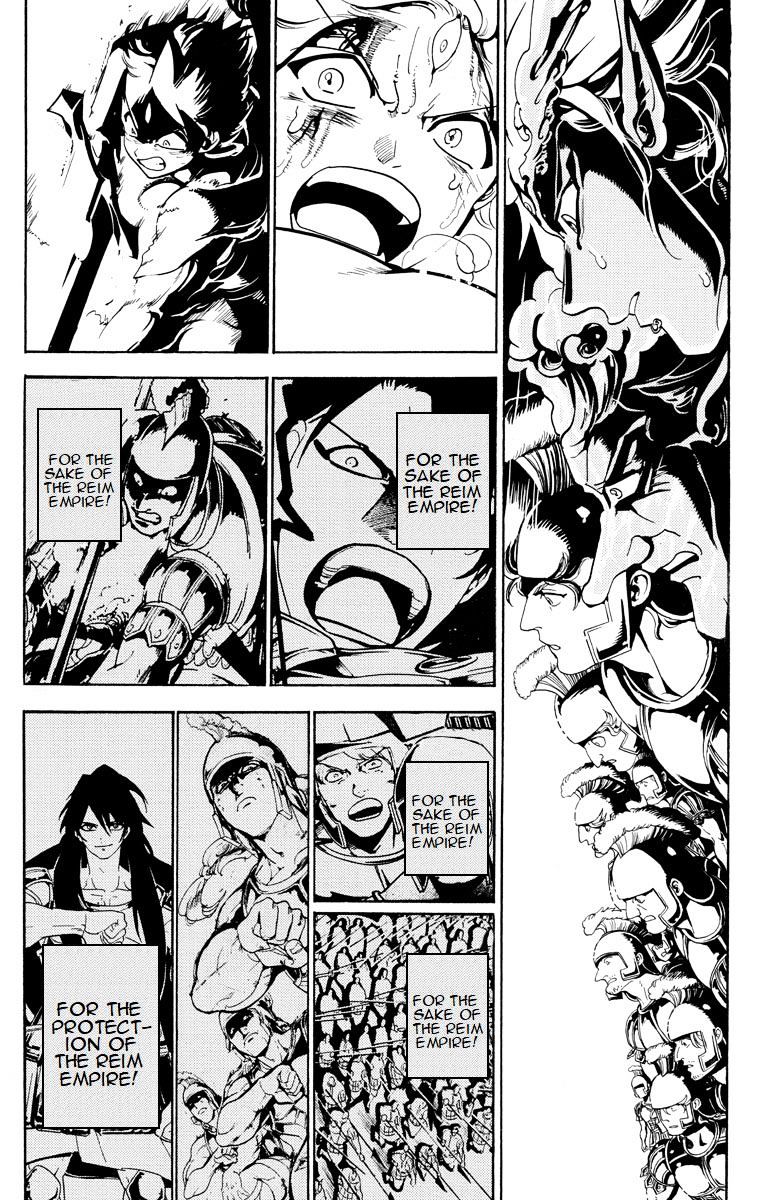 FOR THE
SAKE OF
THE REIM
EMPIRE!
FOR THE
SAKE OF
THE REIM
EMPIRE!
FOR THE
SAKE OF
THE REIM
EMPIRE!
FOR THE
SAKE OF
THE REIM
EMPIRE!
FOR THE
PROTECT-
ION OF
THE REIM
EMPIRE!